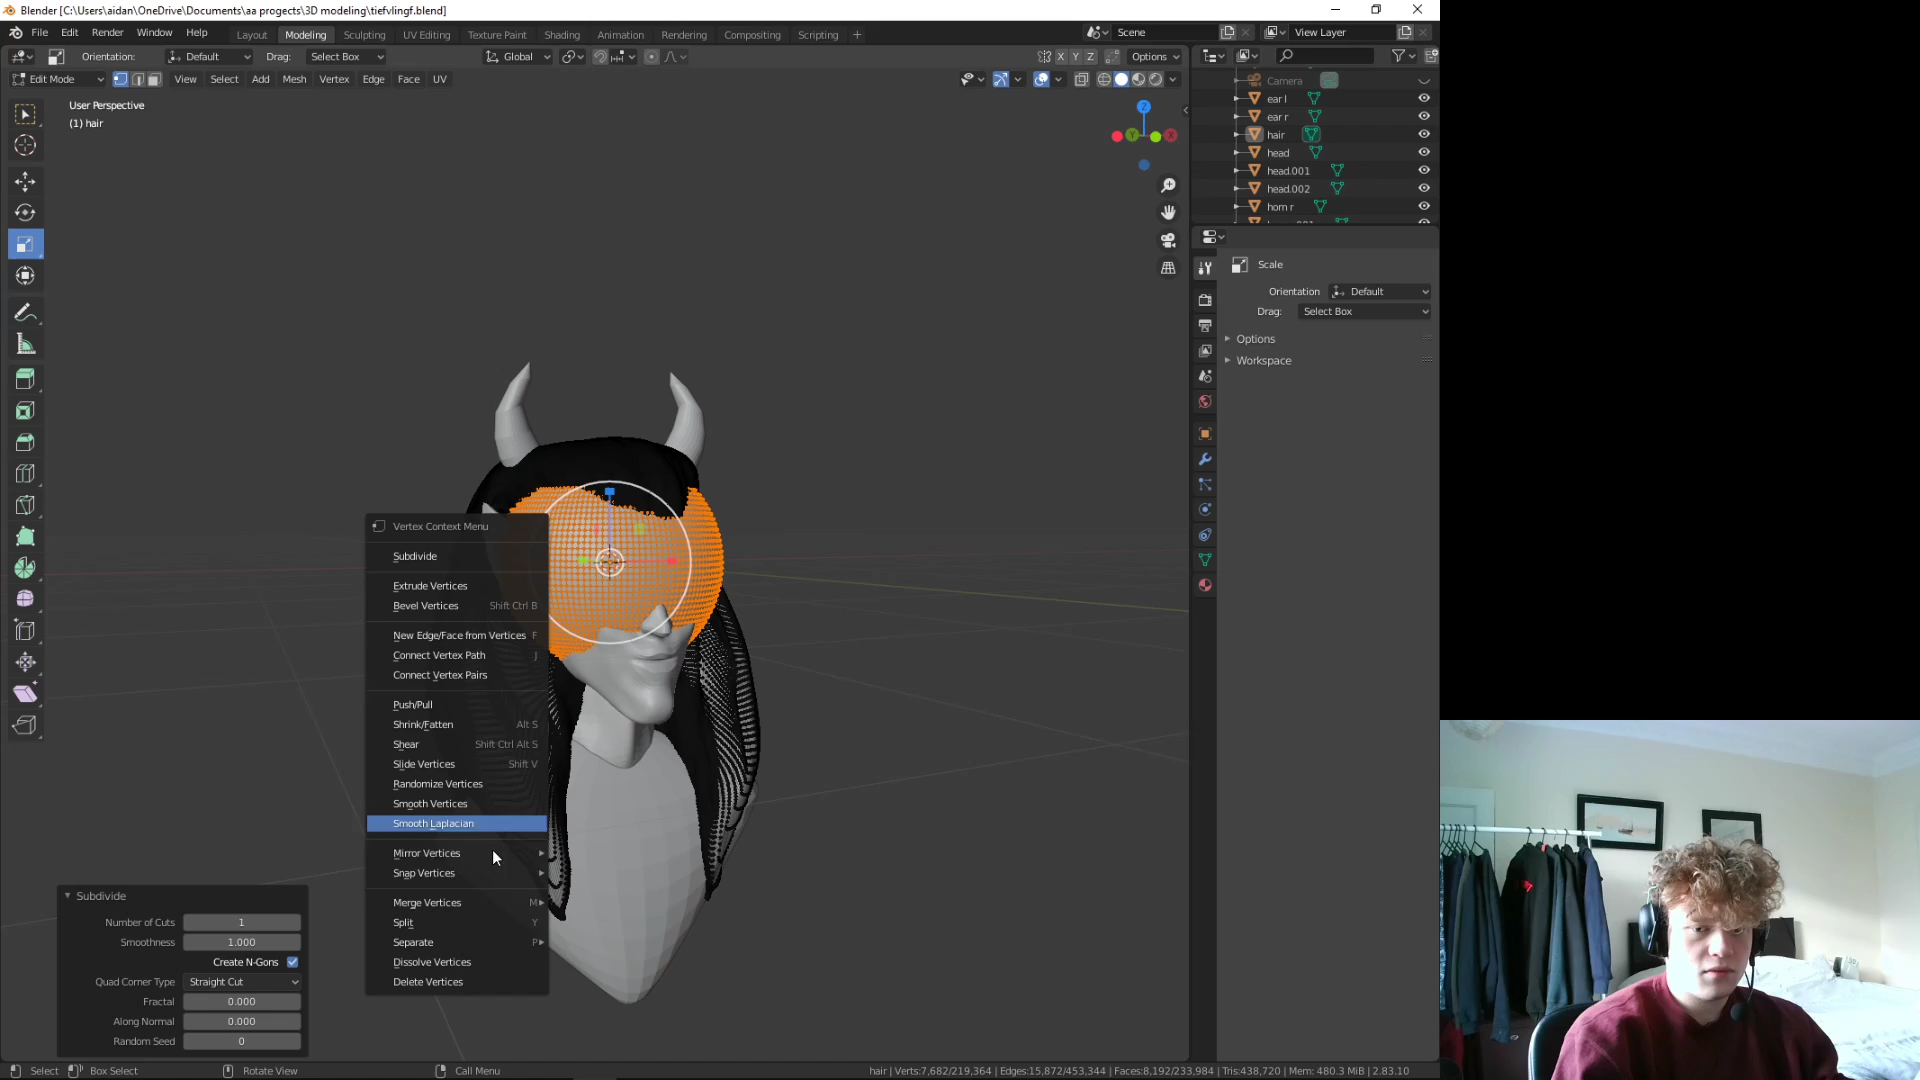 Blender [C:\Users\aidan\OneDrive\Documents\aa progects\3D modeling\tiefvlingf.blend]
File Edit Render Window Help Layout Modeling Sculpting UV Editing Texture Paint Shading Animation Rendering Compositing Scripting + Scene View Layer
Orientation: Default Drag: Select Box Global X Y Z Options
Edit Mode View Select Add Mesh Vertex Edge Face UV
User Perspective
(1) hair
Z
Y
X
Camera
ear l
ear r
hair
head
head.001
head.002
horn r
Scale
Orientation Default
Drag: Select Box
Options
Workspace
Vertex Context Menu
Subdivide
Extrude Vertices
Bevel Vertices Shift Ctrl B
New Edge/Face from Vertices F
Connect Vertex Path J
Connect Vertex Pairs
Push/Pull
Shrink/Fatten Alt S
Shear Shift Ctrl Alt S
Slide Vertices Shift V
Randomize Vertices
Smooth Vertices
Smooth Laplacian
Mirror Vertices
Snap Vertices
Merge Vertices M
Split Y
Separate P
Dissolve Vertices
Delete Vertices
Subdivide
Number of Cuts 1
Smoothness 1.000
Create N-Gons
Quad Corner Type Straight Cut
Fractal 0.000
Along Normal 0.000
Random Seed 0
Select Box Select Rotate View Call Menu hair | Verts:7,682/219,364 | Edges:15,872/453,344 | Faces:8,192/233,984 | Tris:438,720 | Mem: 480.3 MiB | 2.83.10